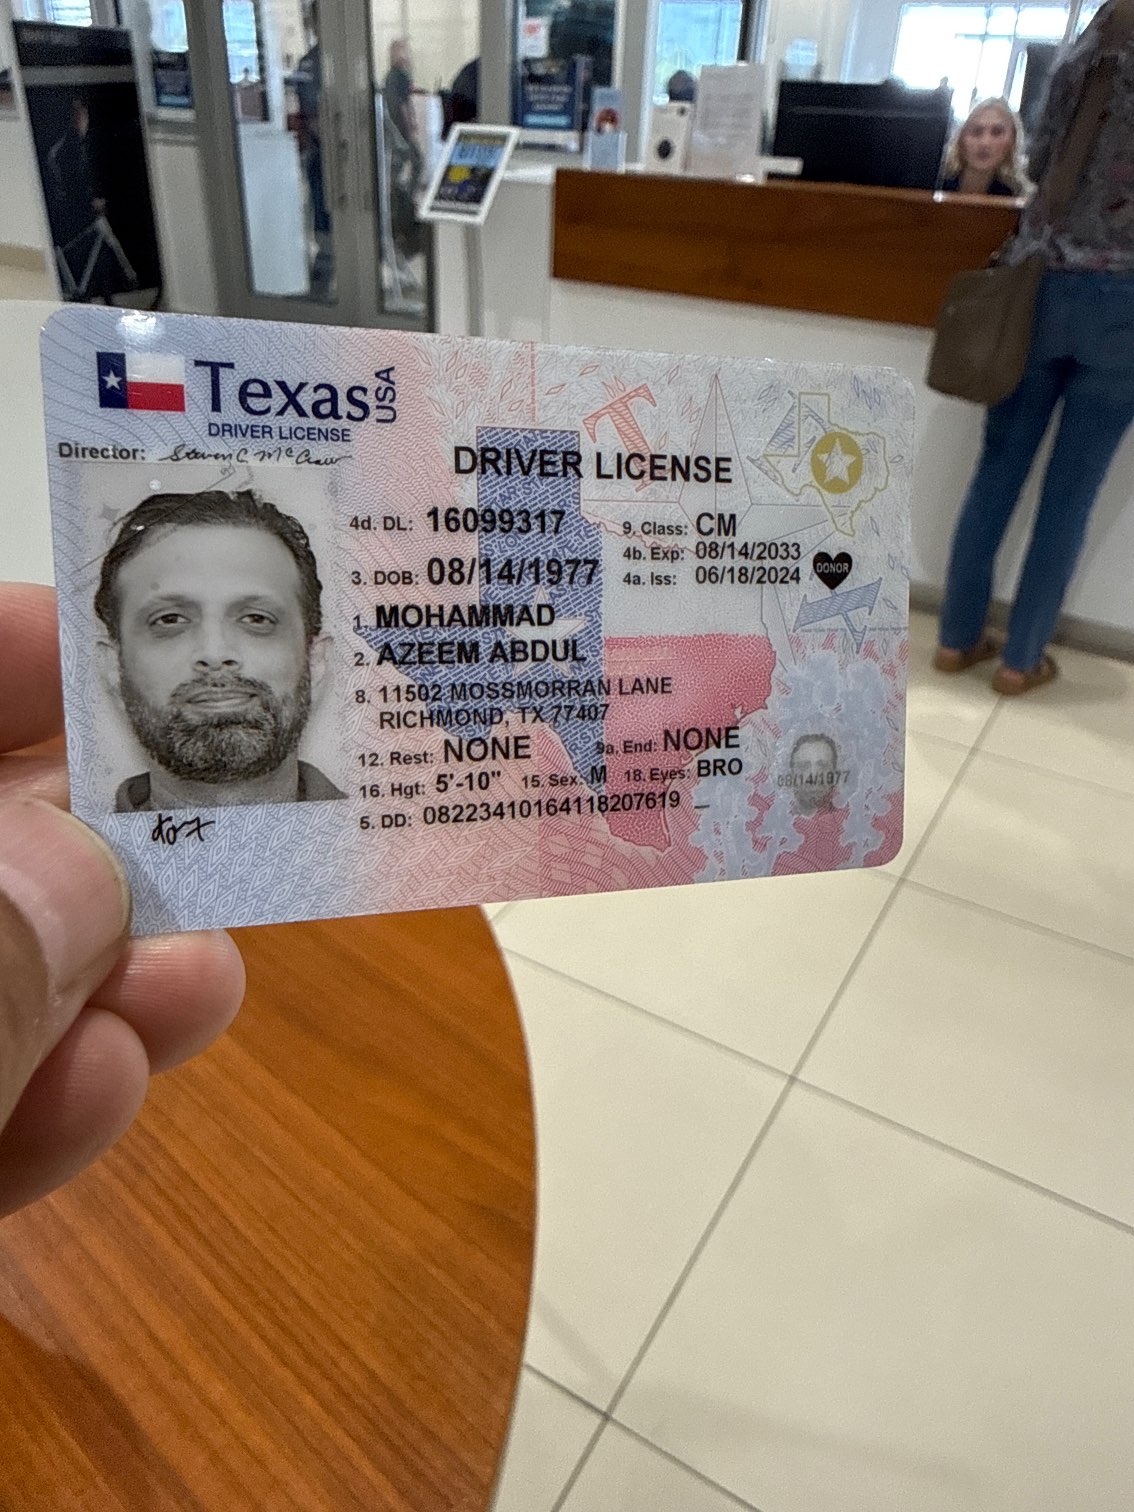 Texas USA
DRIVER LICENSE
Director: Steven C McCraw
DRIVER LICENSE
4d. DL: 16099317
9. Class: CM
3. DOB: 08/14/1977
4b. Exp: 08/14/2033
4a. Iss: 06/18/2024
DONOR
1. MOHAMMAD
2. AZEEM ABDUL
8. 11502 MOSSMORRAN LANE
RICHMOND, TX 77407
12. Rest: NONE
9a. End: NONE
16. Hgt: 5'-10" 15. Sex: M 18. Eyes: BRO
5. DD: 08223410164118207619
08/14/1977